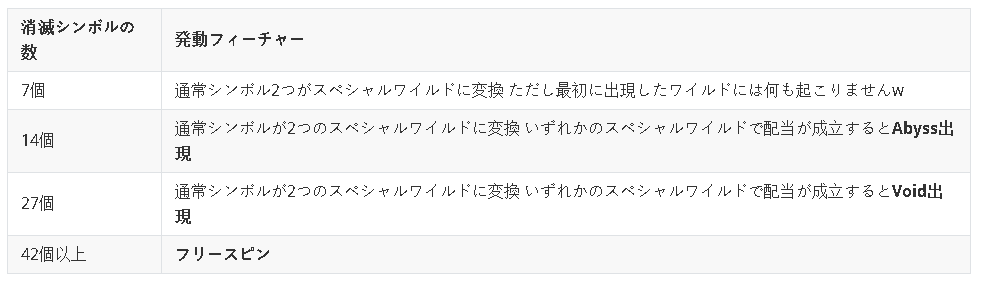 消滅シンボルの
数
発動フィーチャー
7個
通常シンボル2つがスペシャルワイルドに変換 ただし最初に出現したワイルドには何も起こりませんw
14個
通常シンボルが2つのスペシャルワイルドに変換 いずれかのスペシャルワイルドで配当が成立するとAbyss出
現
27個
通常シンボルが2つのスペシャルワイルドに変換 いずれかのスペシャルワイルドで配当が成立するとVoid出
現
42個以上
フリースピン